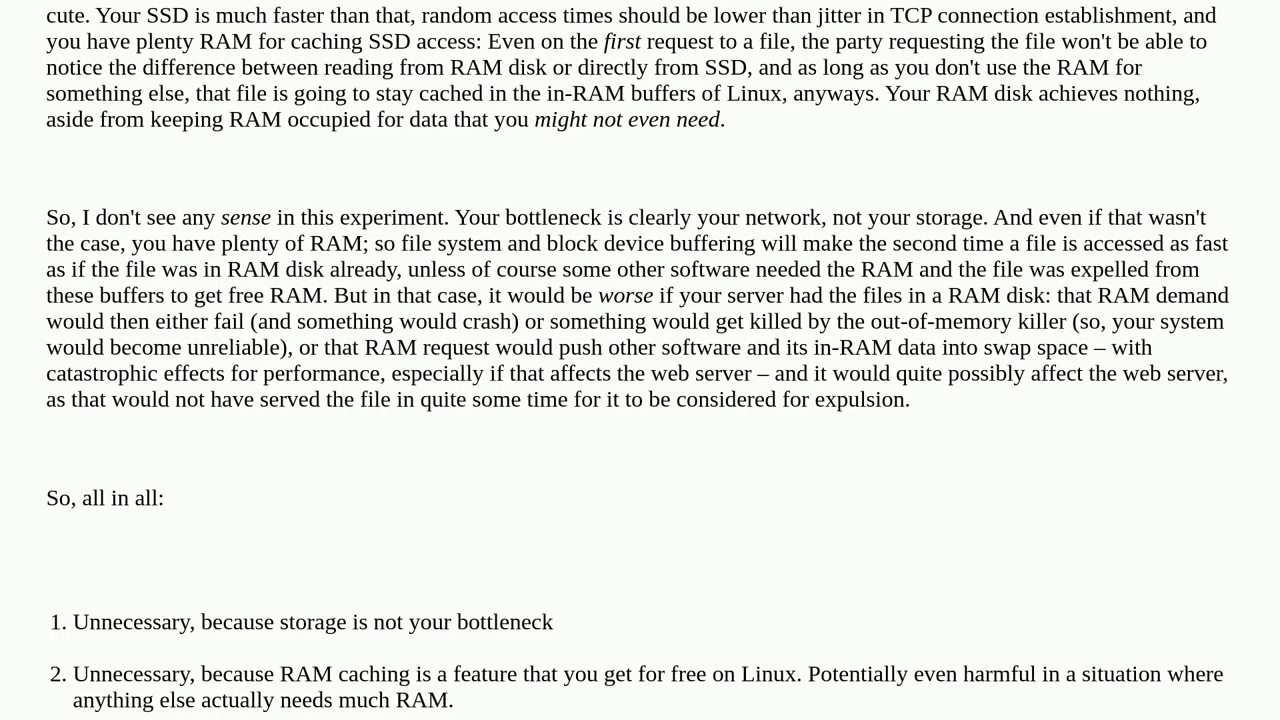 cute. Your SSD is much faster than that, random access times should be lower than jitter in TCP connection establishment, and
you have plenty RAM for caching SSD access: Even on the first request to a file, the party requesting the file won't be able to
notice the difference between reading from RAM disk or directly from SSD, and as long as you don't use the RAM for
something else, that file is going to stay cached in the in-RAM buffers of Linux, anyways. Your RAM disk achieves nothing,
aside from keeping RAM occupied for data that you might not even need.
So, I don't see any sense in this experiment. Your bottleneck is clearly your network, not your storage. And even if that wasn't
the case, you have plenty of RAM; so file system and block device buffering will make the second time a file is accessed as fast
as if the file was in RAM disk already, unless of course some other software needed the RAM and the file was expelled from
these buffers to get free RAM. But in that case, it would be worse if your server had the files in a RAM disk: that RAM demand
would then either fail (and something would crash) or something would get killed by the out-of-memory killer (so, your system
would become unreliable), or that RAM request would push other software and its in-RAM data into swap space – with
catastrophic effects for performance, especially if that affects the web server – and it would quite possibly affect the web server,
as that would not have served the file in quite some time for it to be considered for expulsion.
So, all in all:
1. Unnecessary, because storage is not your bottleneck
2. Unnecessary, because RAM caching is a feature that you get for free on Linux. Potentially even harmful in a situation where
anything else actually needs much RAM.